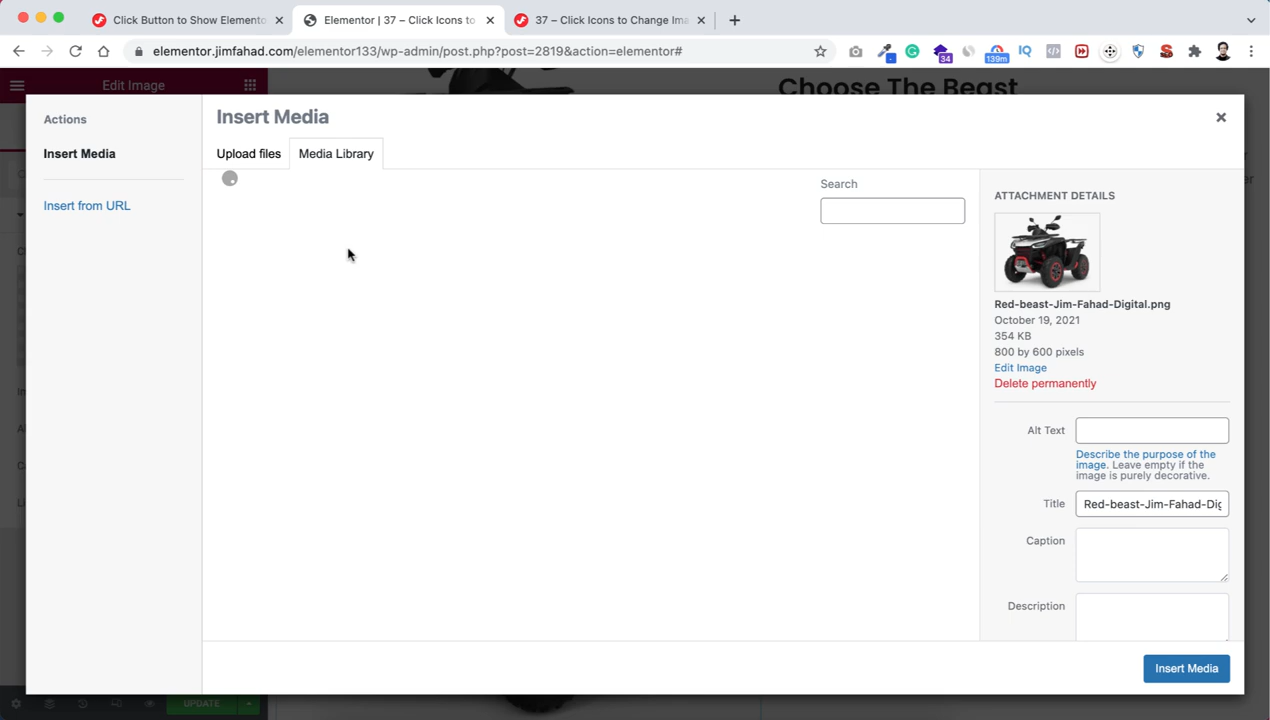 Click Button to Show Elemento
Elementor | 37 – Click Icons to
37 – Click Icons to Change Ima
elementor.jimfahad.com/elementor133/wp-admin/post.php?post=2819&action=elementor#
34
139m
IQ
Edit Image
Choose The Beast
Actions
Insert Media
Insert from URL
Insert Media
Upload files
Media Library
Search
ATTACHMENT DETAILS
Red-beast-Jim-Fahad-Digital.png
October 19, 2021
354 KB
800 by 600 pixels
Edit Image
Delete permanently
Alt Text
Describe the purpose of the
image. Leave empty if the
image is purely decorative.
Title
Red-beast-Jim-Fahad-Dig
Caption
Description
Insert Media
UPDATE